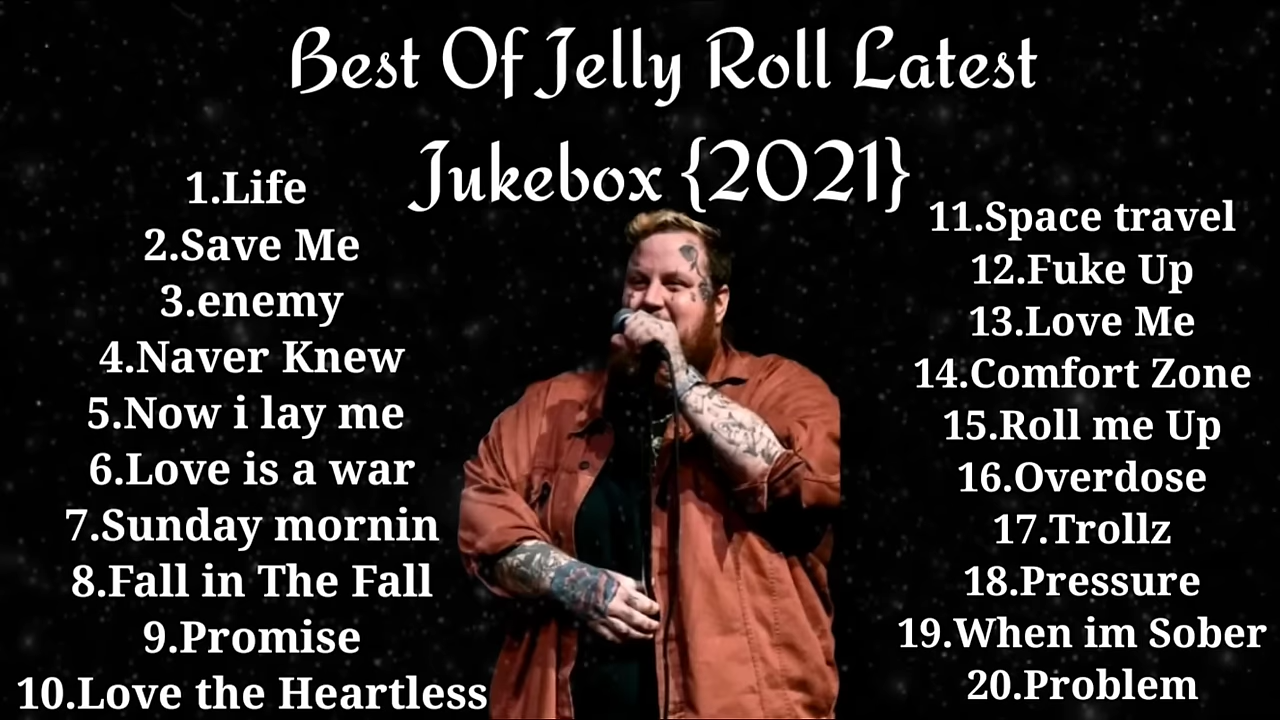 Best Of Jelly Roll Latest
Jukebox {2021}
1.Life
2.Save Me
3.enemy
4.Naver Knew
5.Now i lay me
6.Love is a war
7.Sunday mornin
8.Fall in The Fall
9.Promise
10.Love the Heartless
11.Space travel
12.Fuke Up
13.Love Me
14.Comfort Zone
15.Roll me Up
16.Overdose
17.Trollz
18.Pressure
19.When im Sober
20.Problem